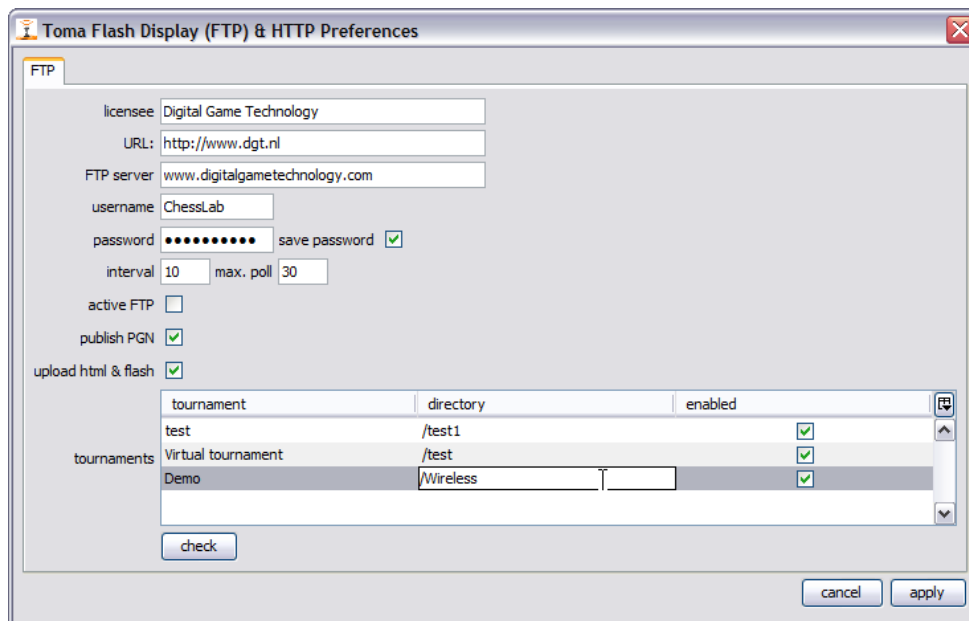 Toma Flash Display (FTP) & HTTP Preferences
FTP
licensee Digital Game Technology
URL: http://www.dgt.nl
FTP server www.digitalgametechnology.com
username ChessLab
password ●●●●●●●●●● save password
interval 10 max. poll 30
active FTP
publish PGN
upload html & flash
tournament directory enabled
test /test1
tournaments Virtual tournament /test
Demo /Wireless
check
cancel apply